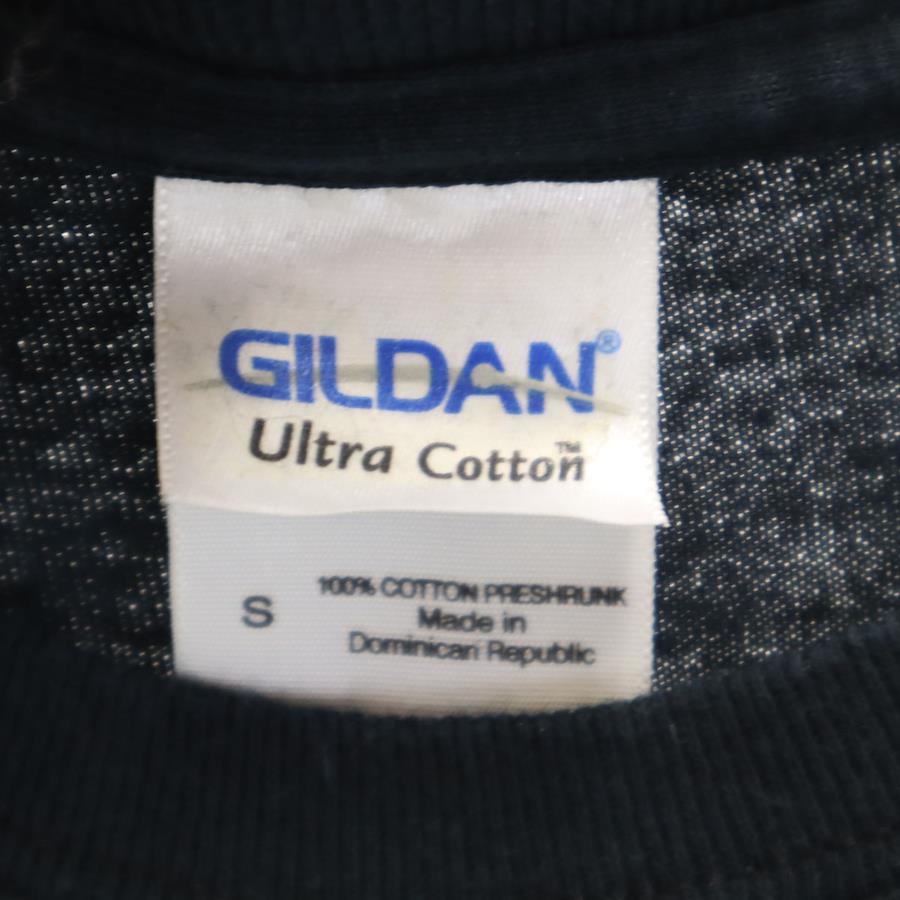 GILDAN®
Ultra Cotton™
S
100% COTTON PRESHRUNK
Made in
Dominican Republic